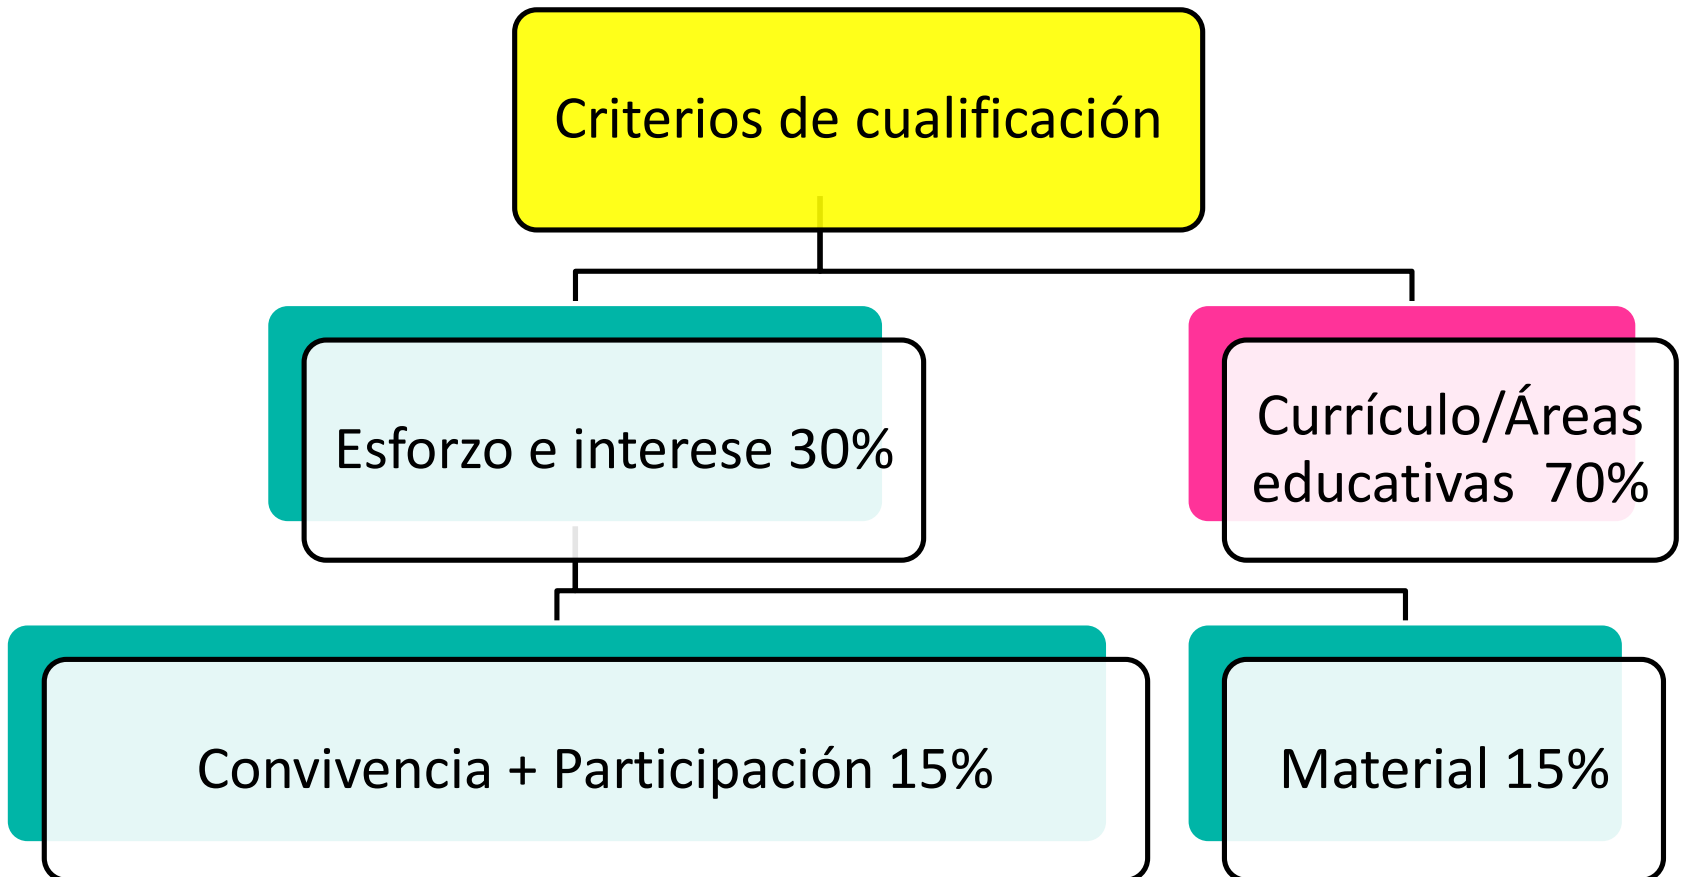 Criterios de cualificación
Esforzo e interese 30%
Currículo/Áreas
educativas  70%
Convivencia + Participación 15%
Material 15%